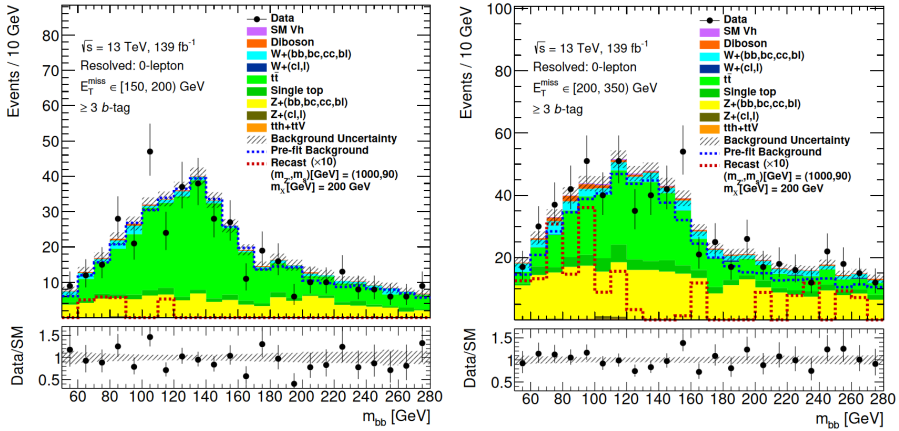 Events / 10 GeV
80
70
60
50
40
30
20
10
√s = 13 TeV, 139 fb⁻¹
Resolved: 0-lepton
E_T^miss ∈ [150, 200) GeV
≥ 3 b-tag
Data
SM Vh
Diboson
W+(bb,bc,cc,bl)
W+(cl,l)
tt̄
Single top
Z+(bb,bc,cc,bl)
Z+(cl,l)
tth+ttV
Background Uncertainty
Pre-fit Background
Recast (×10)
(m_Z', m_s)[GeV] = (1000,90)
m_χ[GeV] = 200 GeV
Data/SM
1.5
1
0.5
60 80 100 120 140 160 180 200 220 240 260 280
m_bb [GeV]
Events / 10 GeV
100
80
60
40
20
√s = 13 TeV, 139 fb⁻¹
Resolved: 0-lepton
E_T^miss ∈ [200, 350) GeV
≥ 3 b-tag
Data
SM Vh
Diboson
W+(bb,bc,cc,bl)
W+(cl,l)
tt̄
Single top
Z+(bb,bc,cc,bl)
Z+(cl,l)
tth+ttV
Background Uncertainty
Pre-fit Background
Recast (×10)
(m_Z', m_s)[GeV] = (1000,90)
m_χ[GeV] = 200 GeV
Data/SM
1.5
1
0.5
60 80 100 120 140 160 180 200 220 240 260 280
m_bb [GeV]